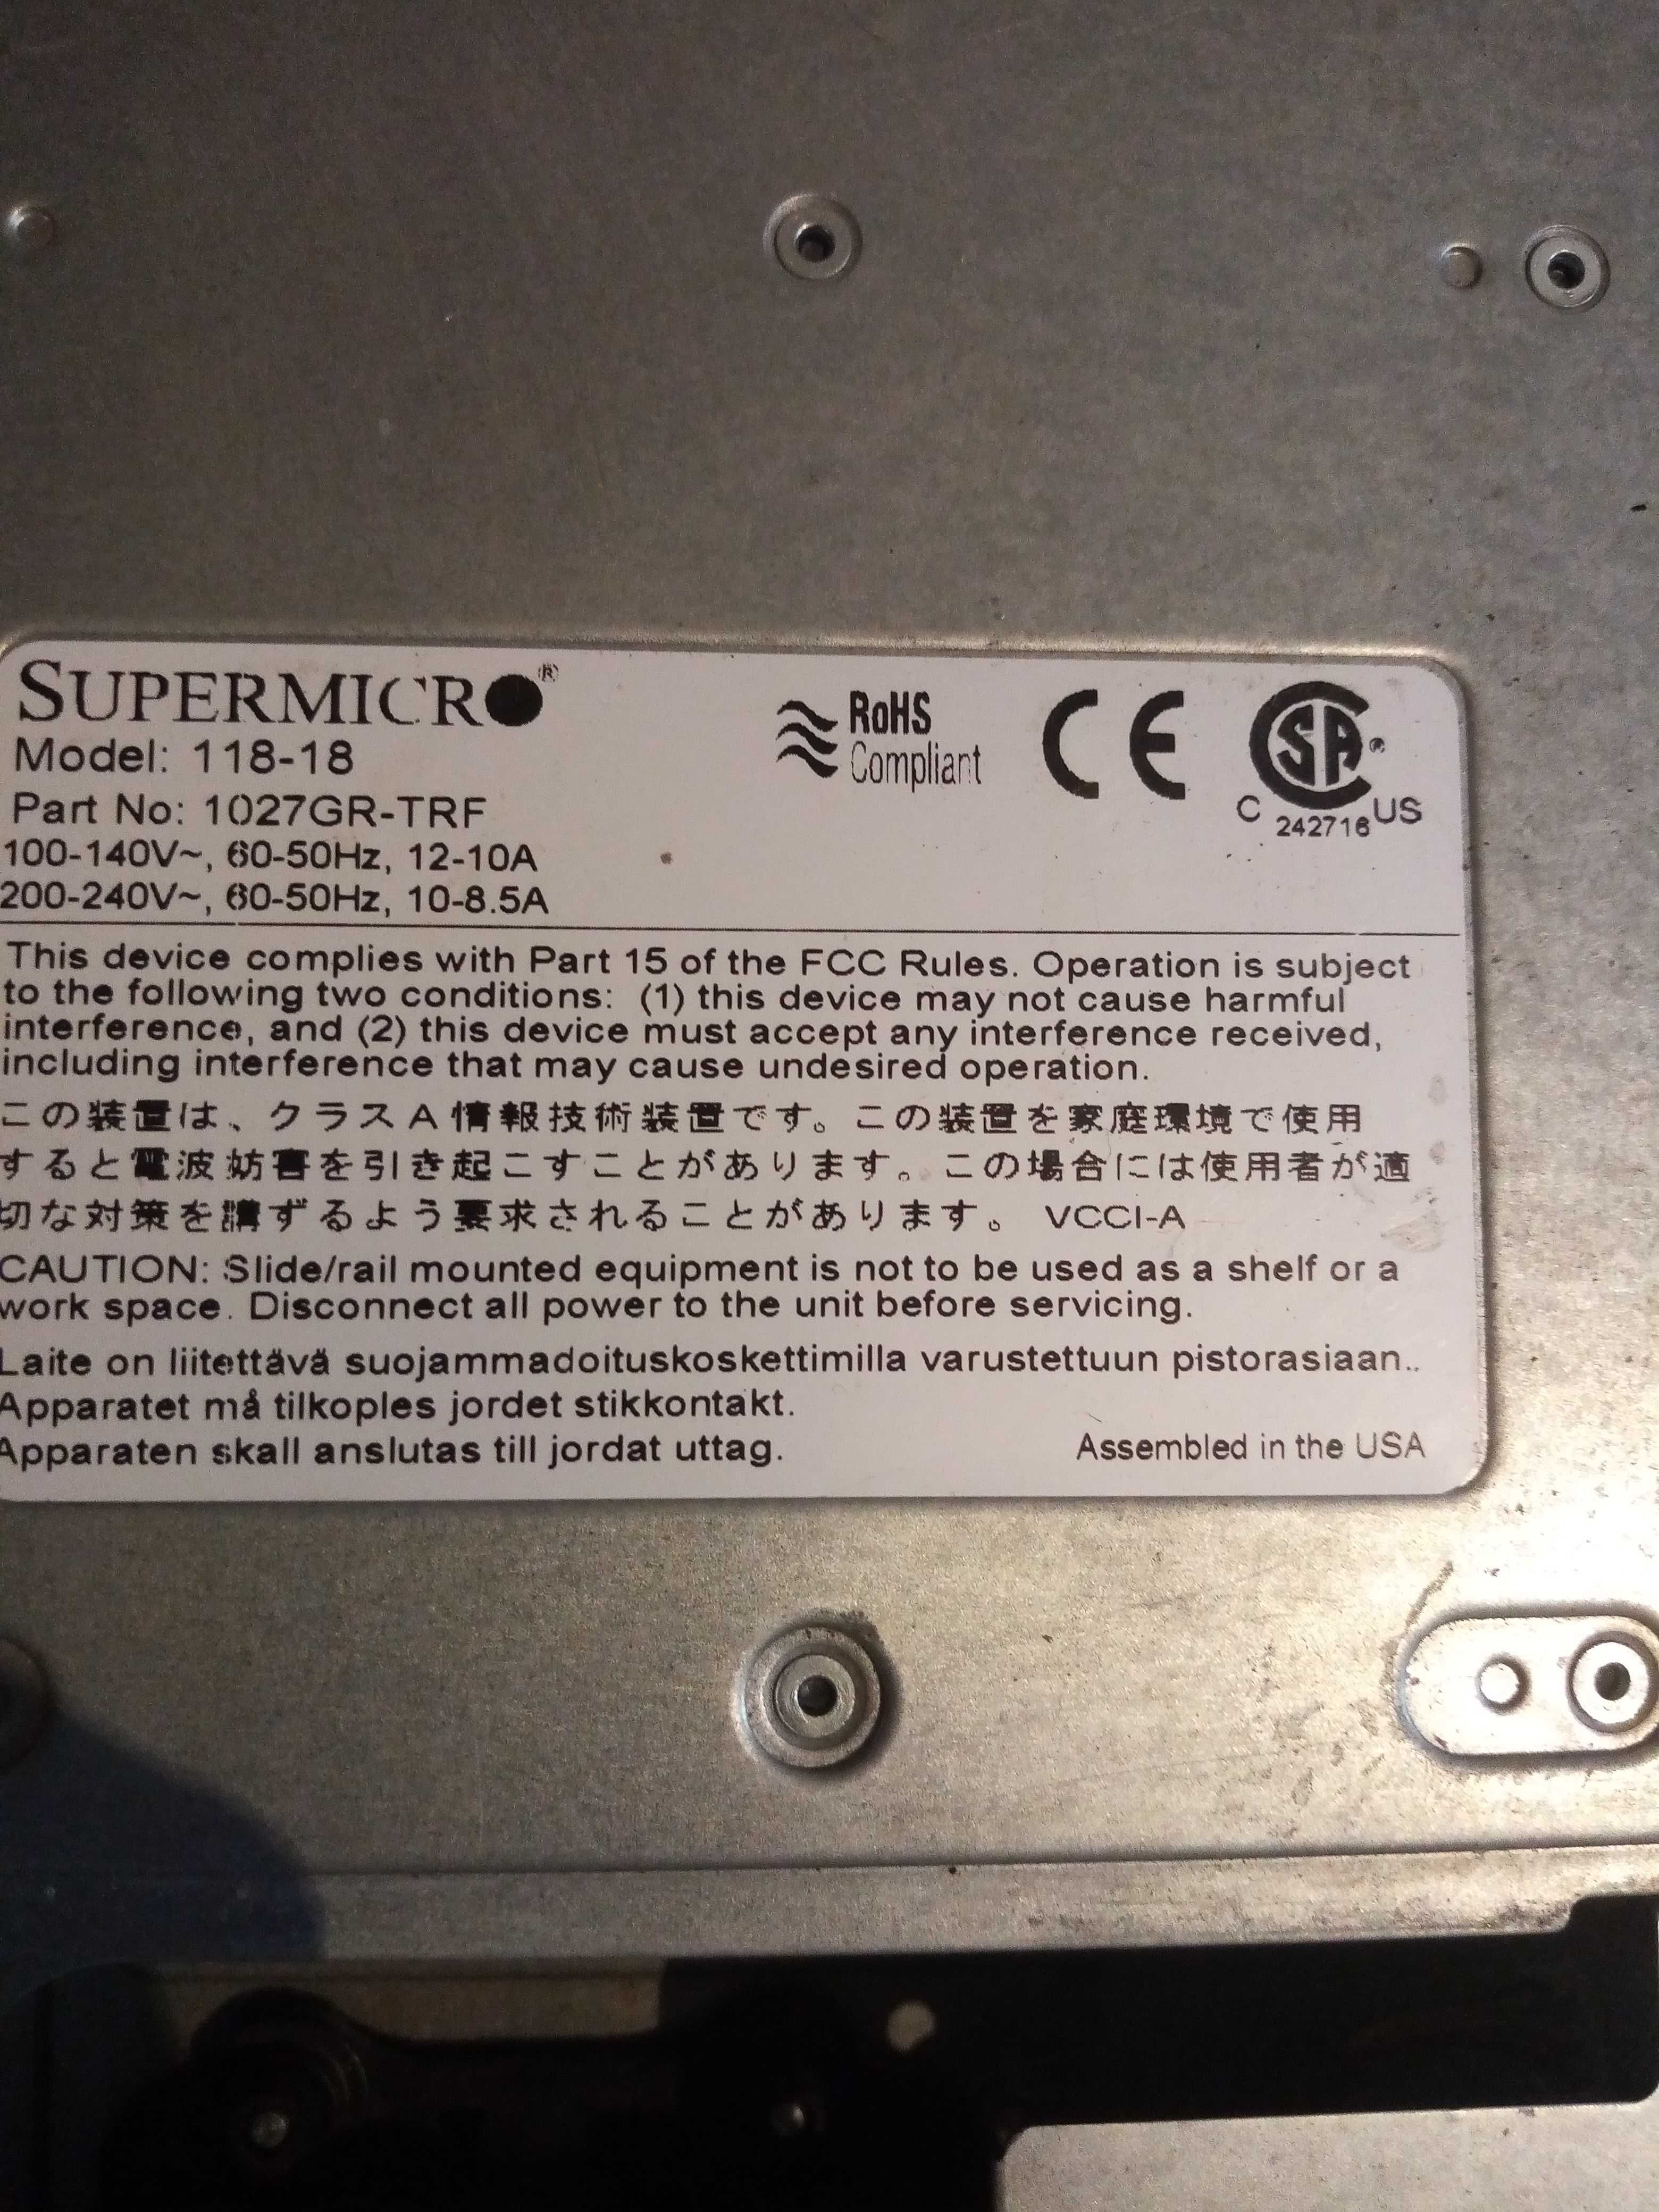 SUPERMICRO®
Model: 118-18
Part No: 1027GR-TRF
100-140V~, 60-50Hz, 12-10A
200-240V~, 60-50Hz, 10-8.5A
RoHS
Compliant
CE
SA®
C 242716 US
This device complies with Part 15 of the FCC Rules. Operation is subject
to the following two conditions: (1) this device may not cause harmful
interference, and (2) this device must accept any interference received,
including interference that may cause undesired operation.
この装置は、クラスA情報技術装置です。この装置を家庭環境で使用
すると電波妨害を引き起こすことがあります。この場合には使用者が適
切な対策を講ずるよう要求されることがあります。 VCCI-A
CAUTION: Slide/rail mounted equipment is not to be used as a shelf or a
work space. Disconnect all power to the unit before servicing.
Laite on liitettävä suojammadoituskoskettimilla varustettuun pistorasiaan..
Apparatet må tilkoples jordet stikkontakt.
Apparaten skall anslutas till jordat uttag.
Assembled in the USA